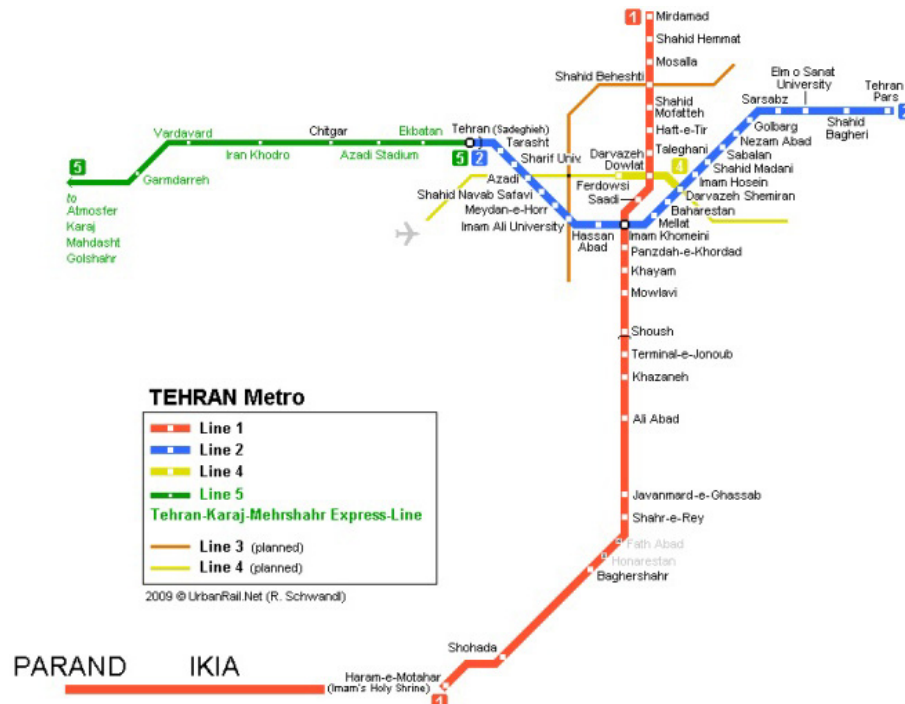 1
Mirdamad
Shahid Hemmat
Mosalla
Shahid Beheshti
Shahid
Mofatteh
Hatt-e-Tir
Taleghani
Darvazeh
Dowlat
4
Ferdowsi
Saadi
Elm o Sanat
University
Tehran
Pars
2
Sarsabz
Shahid
Bagheri
Golbarg
Nezam Abad
Sabalan
Shahid Madani
Imam Hosein
Darvazeh Shemiran
Baharestan
Mellat
Imam Khomeini
Hassan
Abad
Vardavard
Chitgar
Ekbatan
Tehran (Sadeghieh)
Tarasht
Iran Khodro
Azadi Stadium
5
2
Sharif Univ.
Azadi
Shahid Navab Safavi
Meydan-e-Horr
Imam Ali University
5
Garmdarreh
to
Atmosfer
Karaj
Mahdasht
Golshahr
Panzdah-e-Khordad
Khayam
Mowlavi
Shoush
Terminal-e-Jonoub
Khazaneh
Ali Abad
Javanmard-e-Ghassab
Shahr-e-Rey
Fath Abad
Honarestan
Baghershahr
Shohada
Haram-e-Motahar
(Imam's Holy Shrine)
1
TEHRAN Metro
Line 1
Line 2
Line 4
Line 5
Tehran-Karaj-Mehrshahr Express-Line
Line 3 (planned)
Line 4 (planned)
2009 © UrbanRail.Net (R. Schwandl)
PARAND IKIA